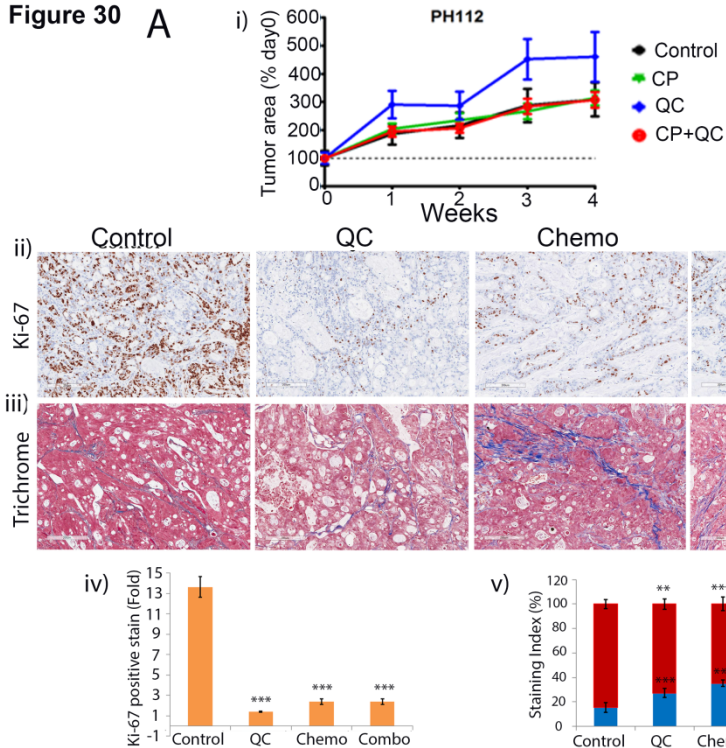 Figure 30
A
i)
PH112
Tumor area (% day0)
600
500
400
300
200
100
0
0 1 2 3 4
Weeks
Control
CP
QC
CP+QC
Control QC Chemo
ii)
Ki-67
iii)
Trichrome
iv)
Ki-67 positive stain (Fold)
15
13
11
9
7
5
3
1
-1
*** *** ***
Control QC Chemo Combo
v)
Staining Index (%)
120
100
80
60
40
20
0
** **
*** **
Control QC Che